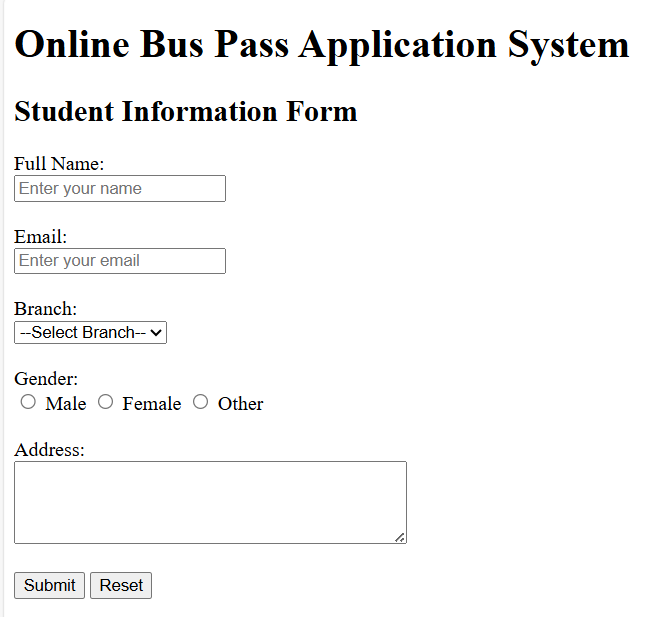 Online Bus Pass Application System
Student Information Form
Full Name:
Enter your name
Email:
Enter your email
Branch:
--Select Branch--
Gender:
Male Female Other
Address:
Submit Reset